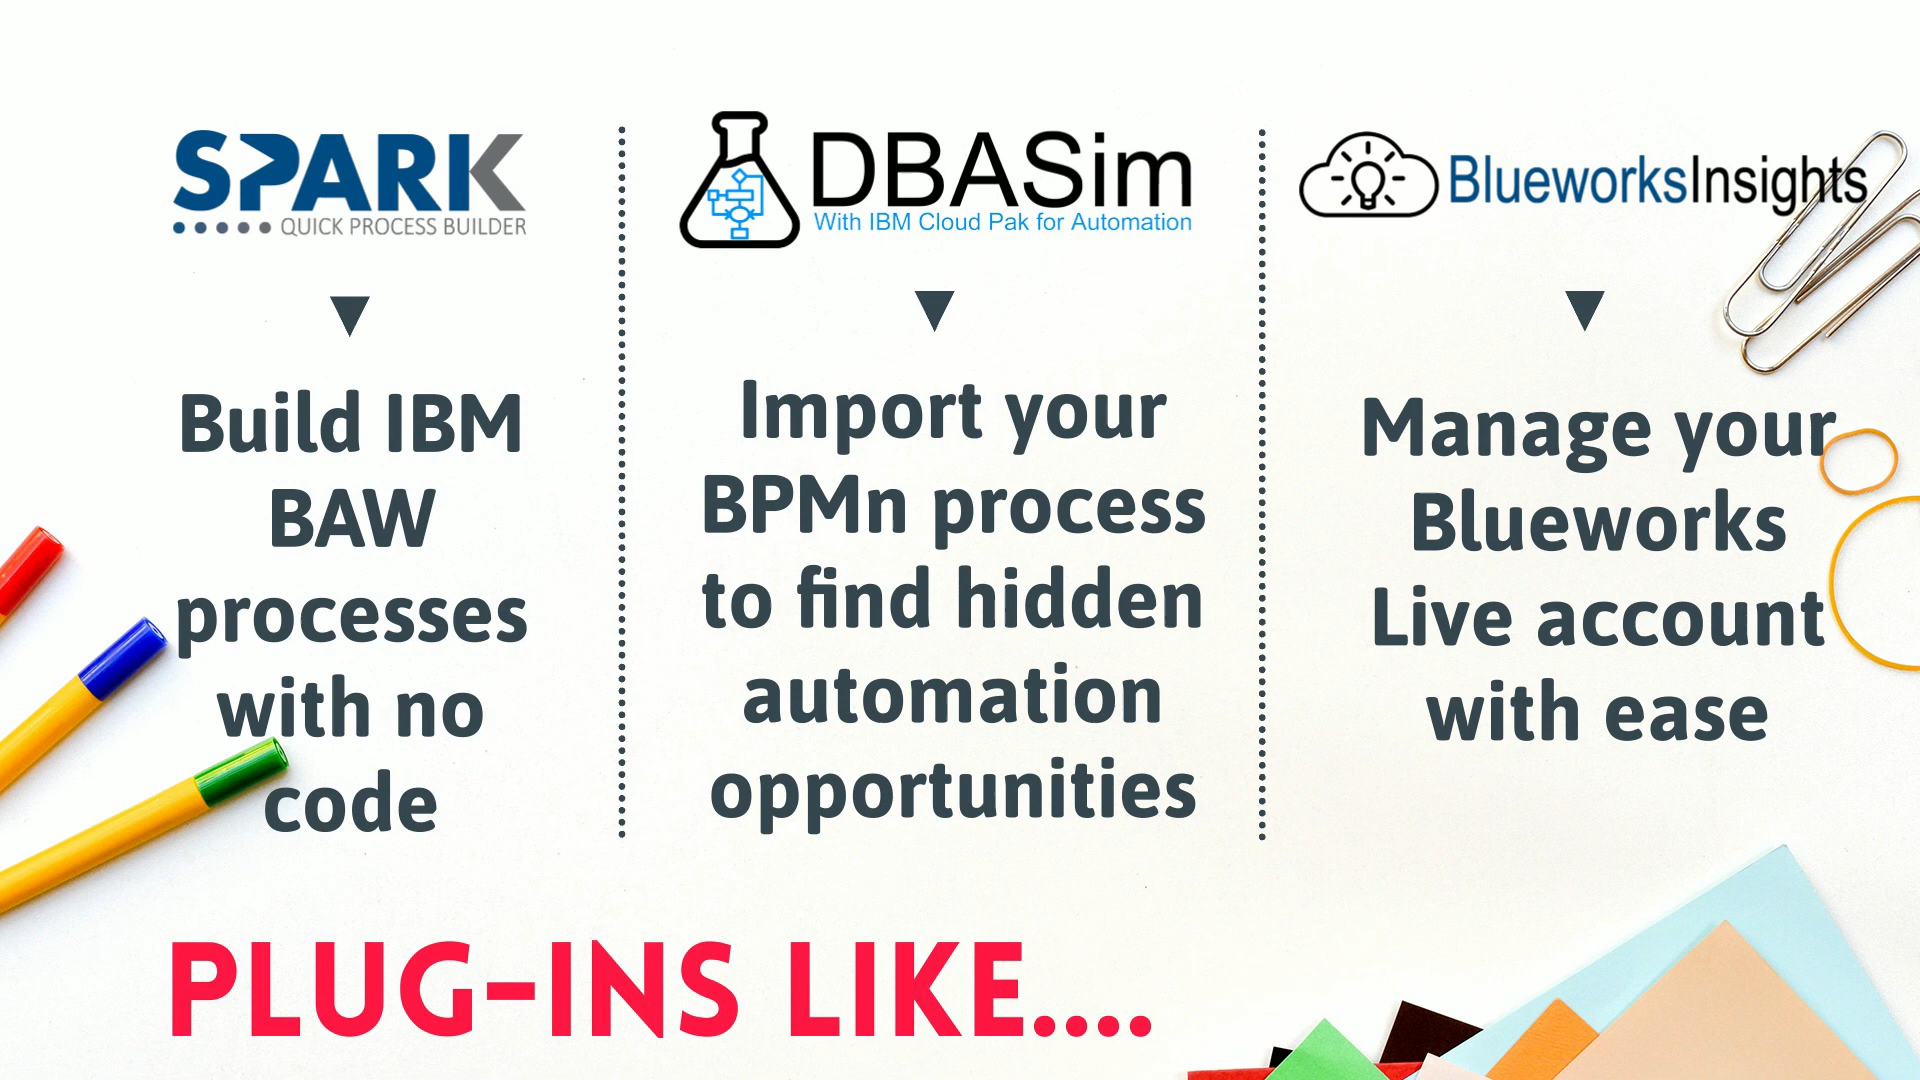 SPARK
QUICK PROCESS BUILDER
Build IBM
BAW
processes
with no
code
DBASim
With IBM Cloud Pak for Automation
Import your
BPMn process
to find hidden
automation
opportunities
BlueworksInsights
Manage your
Blueworks
Live account
with ease
PLUG-INS LIKE....